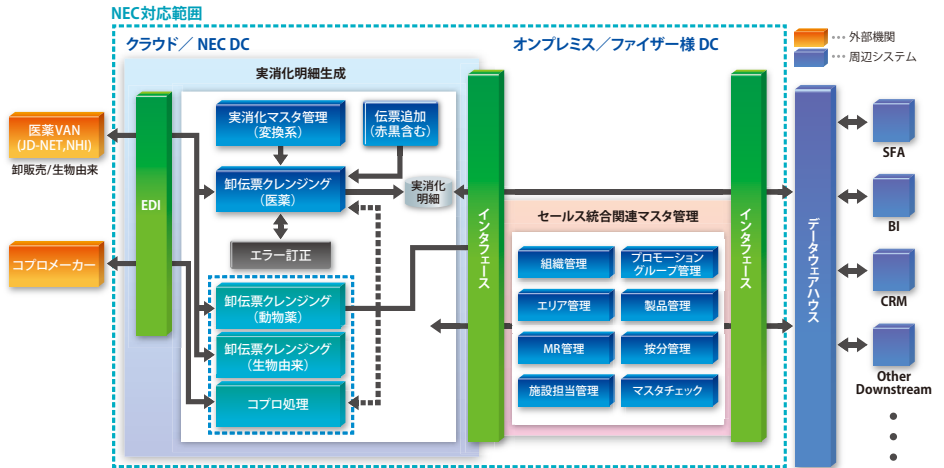 NEC対応範囲
クラウド／ NEC DC
オンプレミス／ファイザー様 DC
･･･ 外部機関
･･･ 周辺システム
実消化明細生成
医薬VAN
(JD-NET,NHI)
卸販売/生物由来
コプロメーカー
EDI
実消化マスタ管理
（変換系）
伝票追加
（赤黒含む）
卸伝票クレンジング
（医薬）
実消化
明細
エラー訂正
卸伝票クレンジング
（動物薬）
卸伝票クレンジング
（生物由来）
コプロ処理
インタフェース
セールス統合関連マスタ管理
組織管理
プロモーション
グループ管理
エリア管理
製品管理
MR管理
按分管理
施設担当管理
マスタチェック
インタフェース
データウェアハウス
SFA
BI
CRM
Other
Downstream